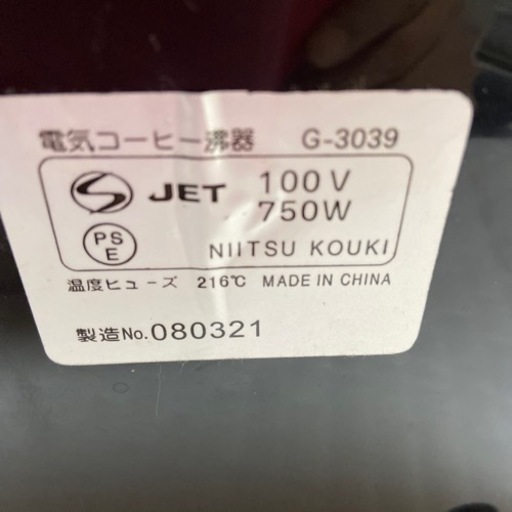 電気コーヒー沸器 G-3039
JET 100V
750W
PS
E
NIITSU KOUKI
温度ヒューズ 216℃ MADE IN CHINA
製造No.080321